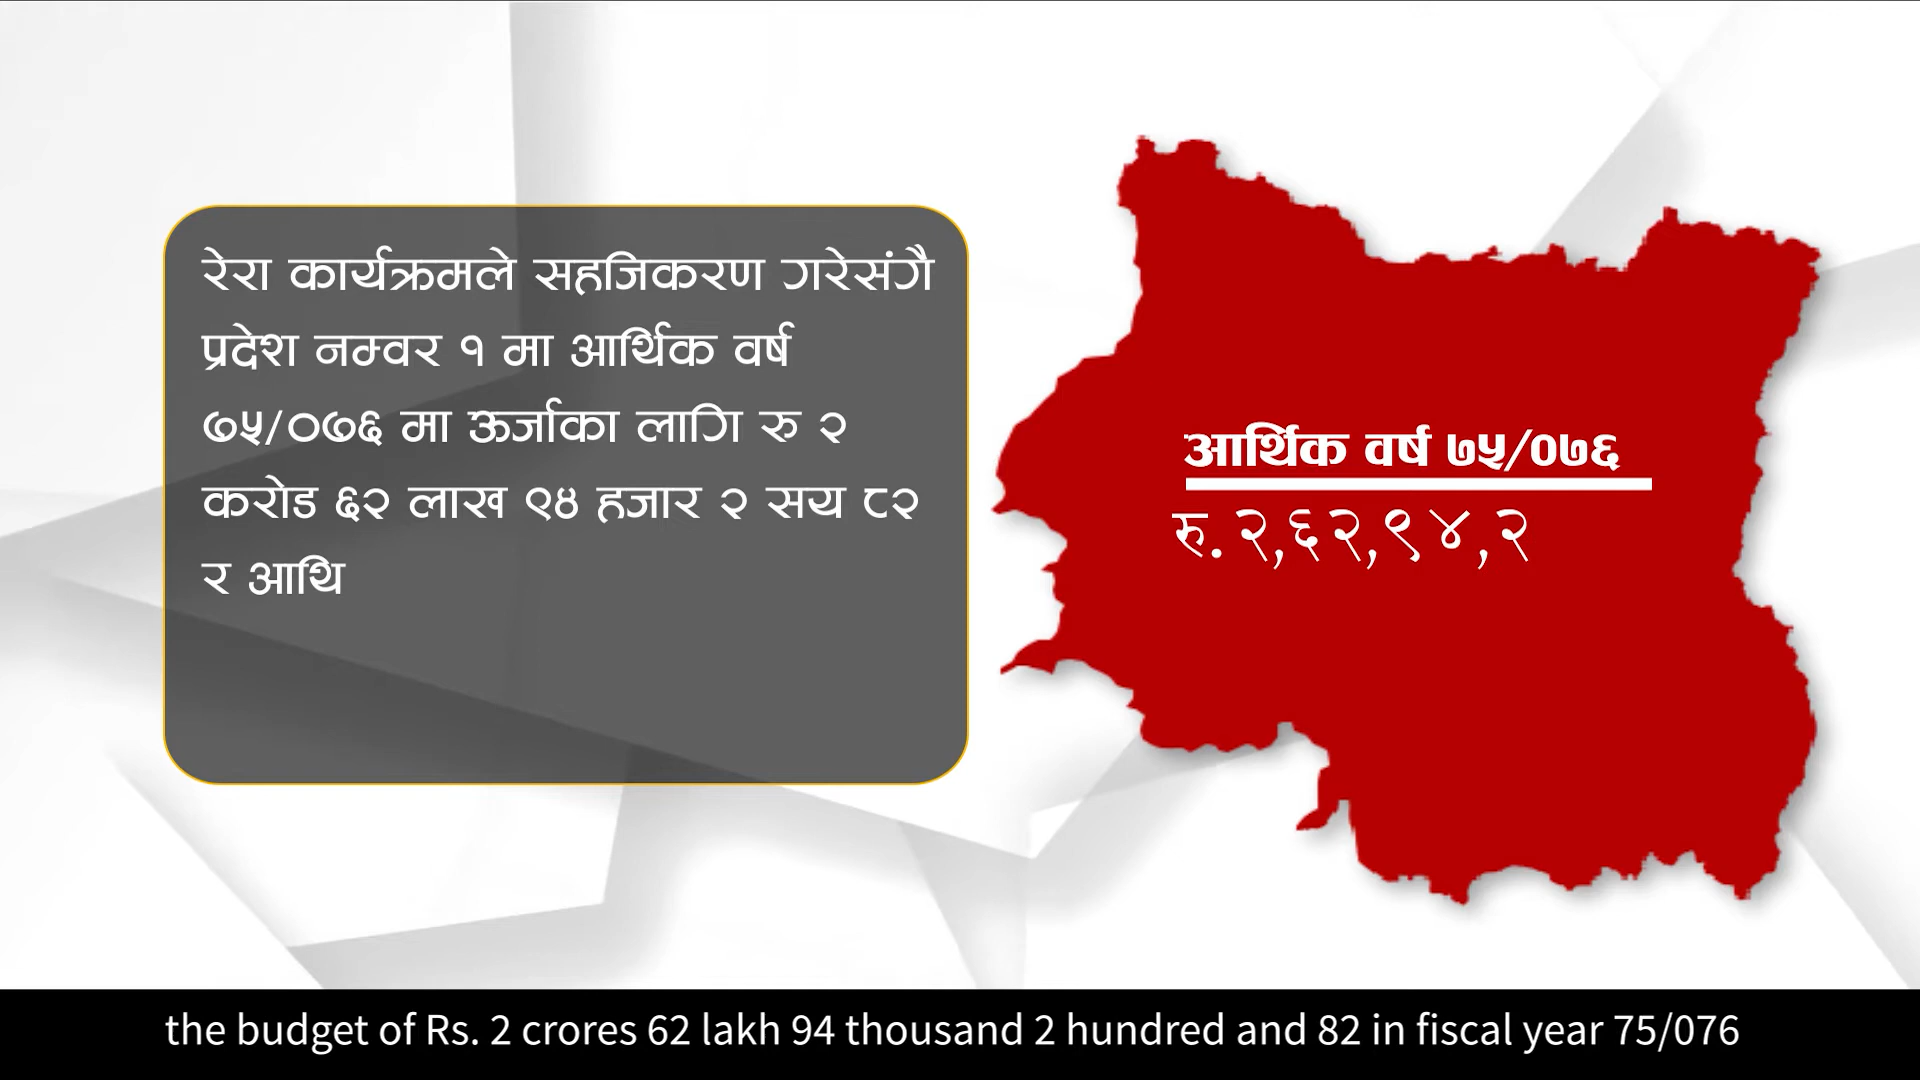 रेरा कार्यक्रमले सहजिकरण गरेसंगै
प्रदेश नम्वर १ मा आर्थिक वर्ष
७५/०७६ मा ऊर्जाका लागि रु २
करोड ६२ लाख ९४ हजार २ सय ८२
र आथि
आर्थिक वर्ष ७५/०७६
रु. २,६२,९४,२
the budget of Rs. 2 crores 62 lakh 94 thousand 2 hundred and 82 in fiscal year 75/076